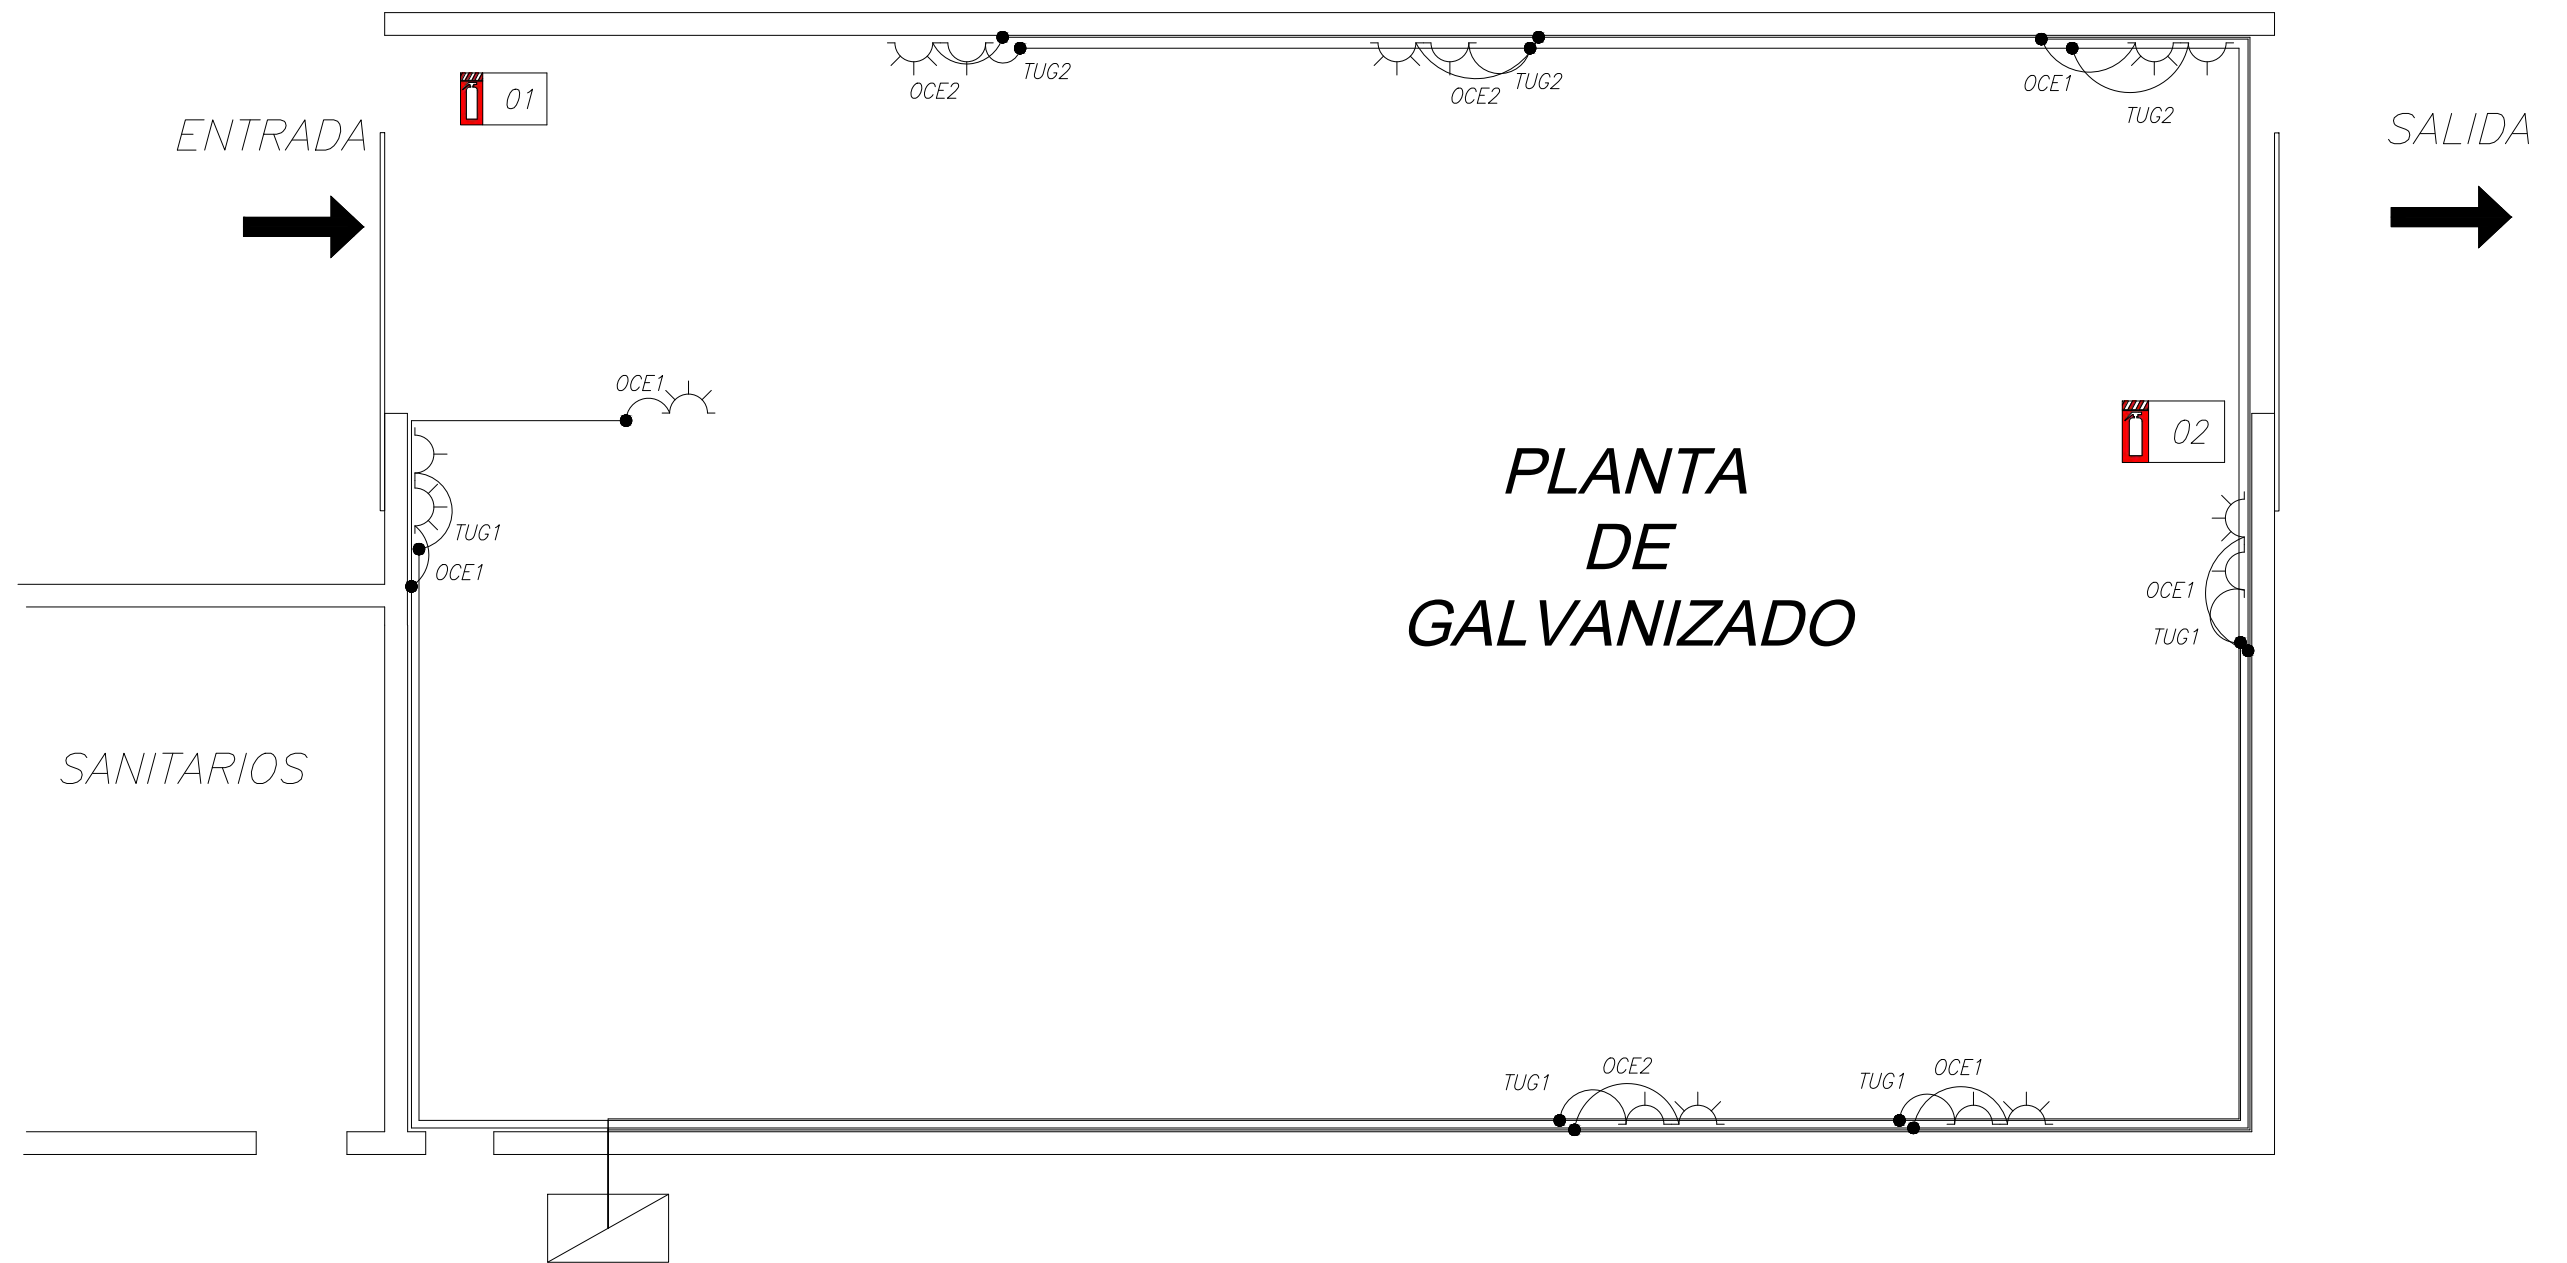 TUG2
OCE2
TUG2
OCE2
OCE1
TUG2
01
ENTRADA
SALIDA
OCE1
02
PLANTA
DE
GALVANIZADO
TUG1
OCE1
OCE1
TUG1
SANITARIOS
TUG1
OCE2
TUG1
OCE1